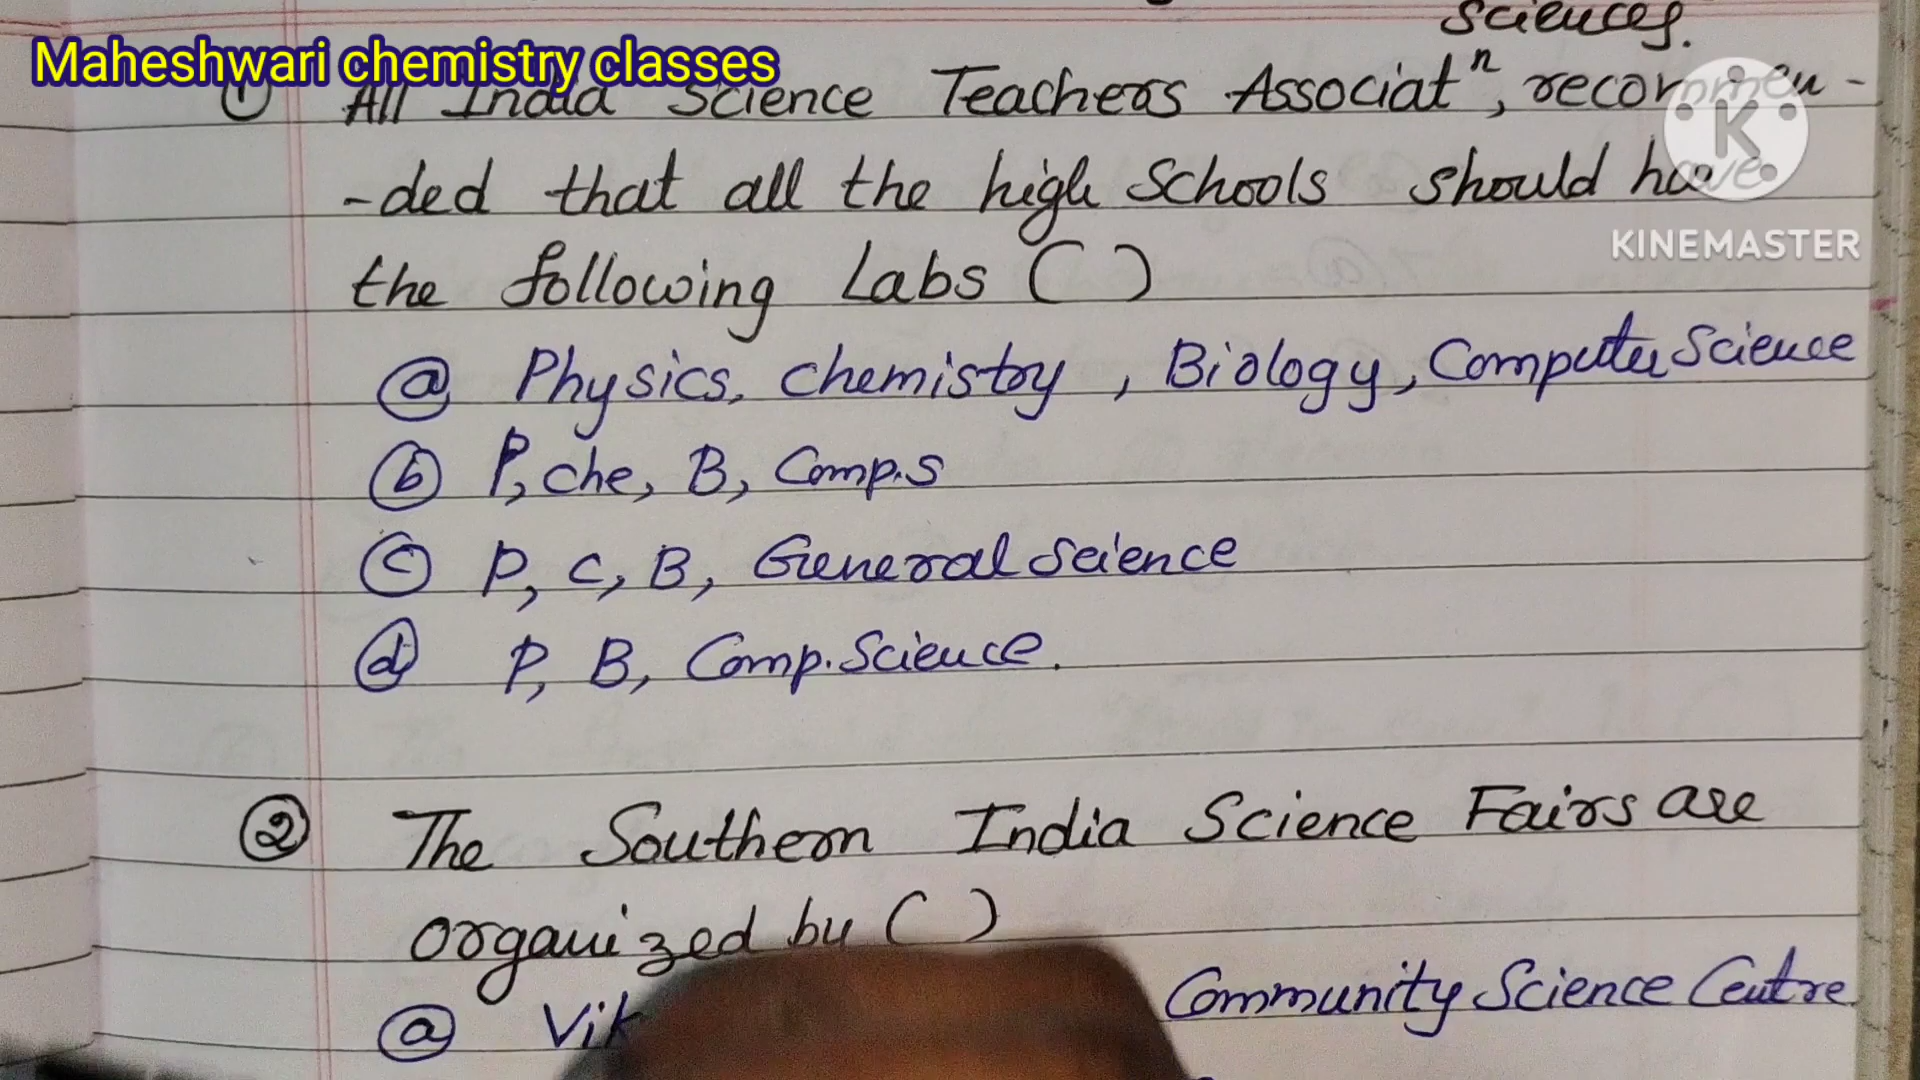 sciences.
Maheshwari chemistry classes
① All India Science Teachers Associatⁿ, recommen-
-ded that all the high schools should have
the following Labs ( )
ⓐ Physics, chemistry, Biology, Computer Science
ⓑ P, che, B, Comp.s
ⓒ P, C, B, General Science
ⓓ P, B, Comp. Science.
② The Southern India Science Fairs are
organized by ( )
ⓐ Community Science Centre
KINEMASTER